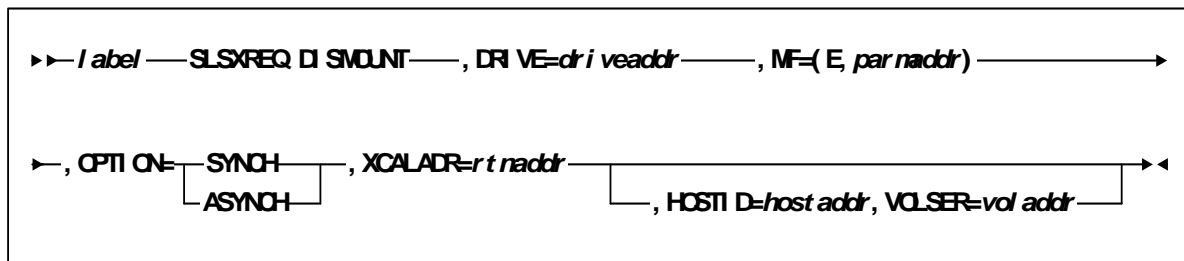 label SLSXREQ DISMOUNT , DRIVE=driveaddr , MF=(E, parmaddr)
, OPTION= SYNCH , XCALADR=rtnaddr
ASYNCH , HOSTID=hostaddr, VOLSER=voladdr